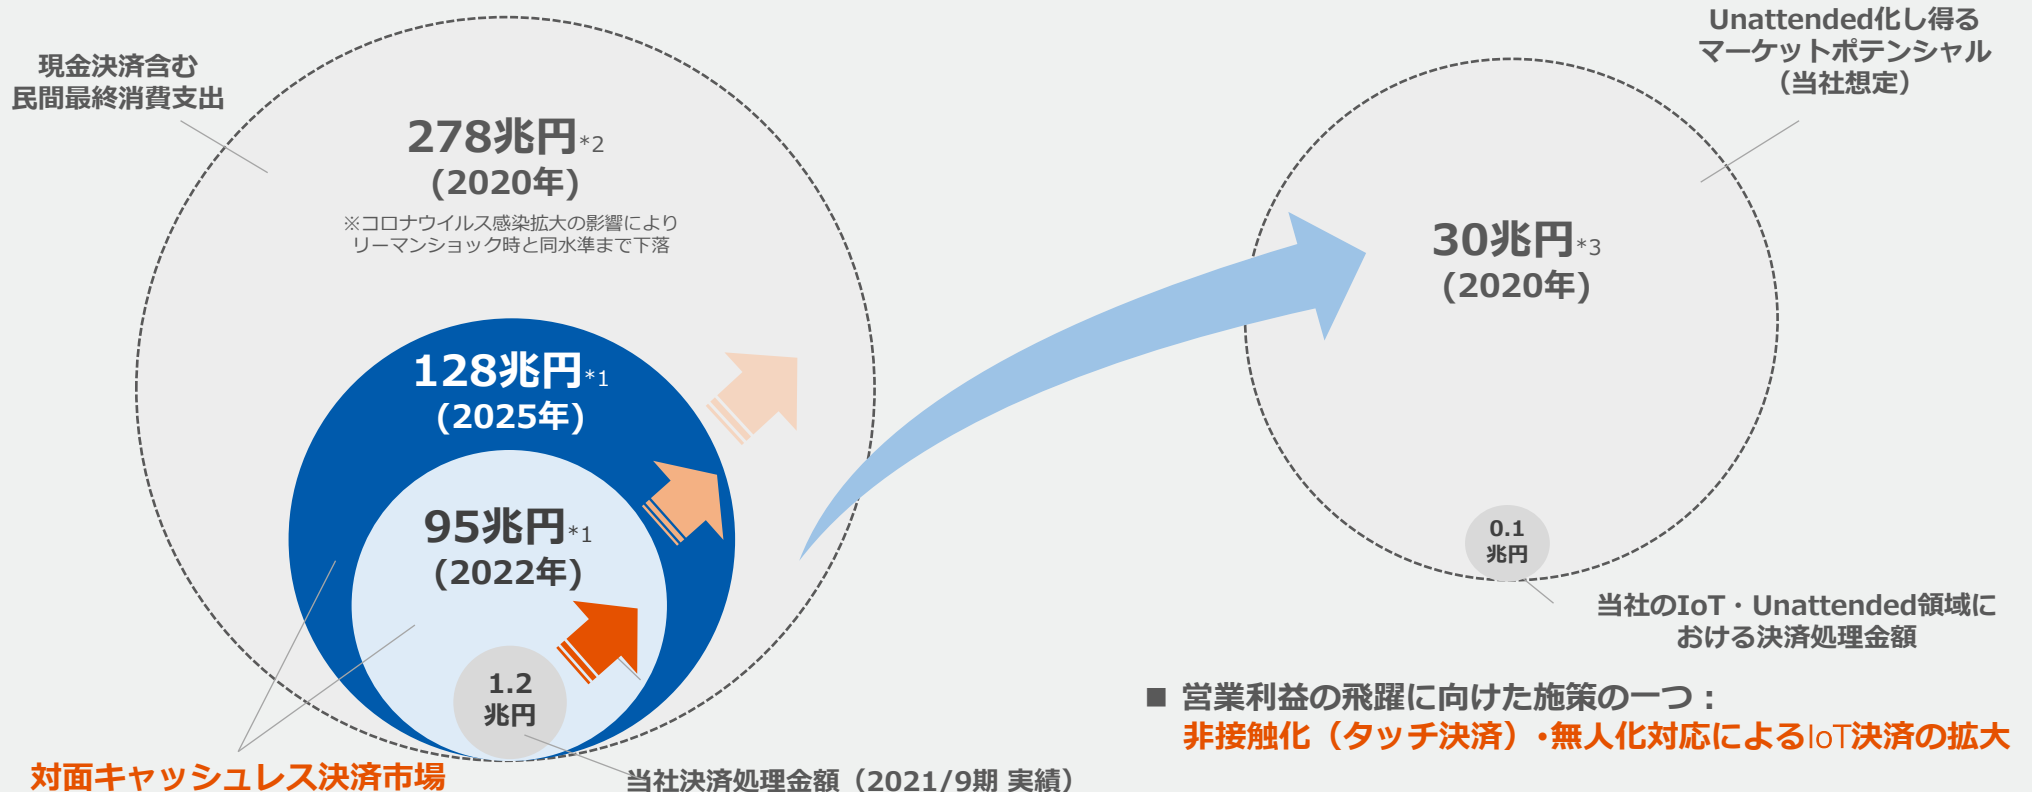 現金決済含む
民間最終消費支出
278兆円*2
(2020年)
※コロナウイルス感染拡大の影響により
リーマンショック時と同水準まで下落
128兆円*1
(2025年)
95兆円*1
(2022年)
1.2
兆円
対面キャッシュレス決済市場
当社決済処理金額（2021/9期 実績）
Unattended化し得る
マーケットポテンシャル
（当社想定）
30兆円*3
(2020年)
0.1
兆円
当社のIoT・Unattended領域に
おける決済処理金額
■ 営業利益の飛躍に向けた施策の一つ：
非接触化（タッチ決済）・無人化対応によるIoT決済の拡大